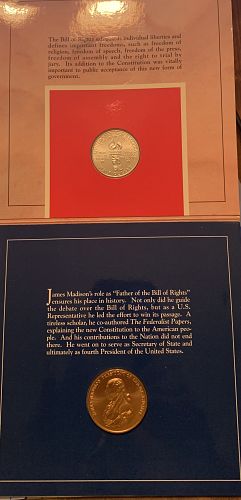 The Bill of Rights safeguards individual liberties and
defines important freedoms, such as freedom of
religion, freedom of speech, freedom of the press,
freedom of assembly and the right to trial by
jury. Its addition to the Constitution was vitally
important to public acceptance of this new form of
government.
James Madison's role as "Father of the Bill of Rights"
ensures his place in history. Not only did he guide
the debate over the Bill of Rights, but as a U.S.
Representative he led the effort to win its passage. A
tireless scholar, he co-authored The Federalist Papers,
explaining the new Constitution to the American peo-
ple. And his contributions to the Nation did not end
there. He went on to serve as Secretary of State and
ultimately as fourth President of the United States.